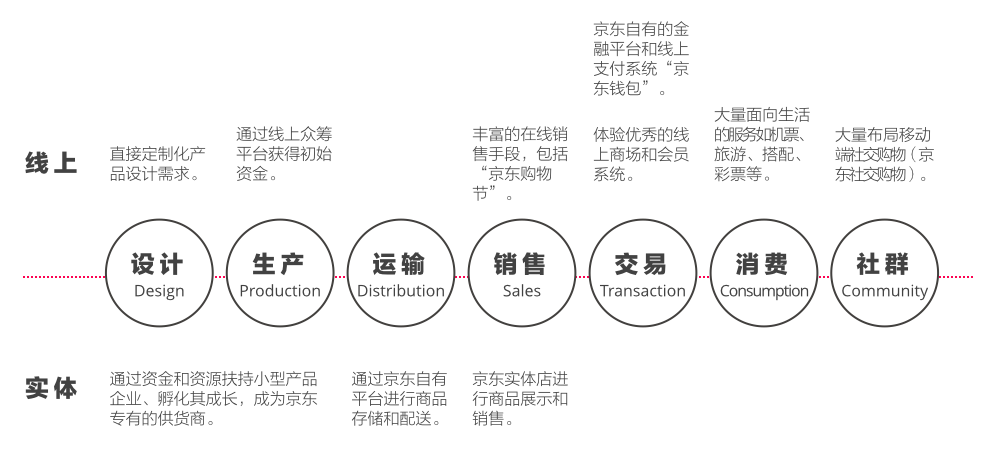 京东自有的金
融平台和线上
支付系统“京
东钱包”。
线上
直接定制化产
品设计需求。
通过线上众筹
平台获得初始
资金。
丰富的在线销
售手段，包括
“京东购物
节”。
体验优秀的线
上商场和会员
系统。
大量面向生活
的服务如机票、
旅游、搭配、
彩票等。
大量布局移动
端社交购物（京
东社交购物）。
设计
Design
生产
Production
运输
Distribution
销售
Sales
交易
Transaction
消费
Consumption
社群
Community
实体
通过资金和资源扶持小型产品
企业、孵化其成长，成为京东
专有的供货商。
通过京东自有
平台进行商品
存储和配送。
京东实体店进
行商品展示和
销售。